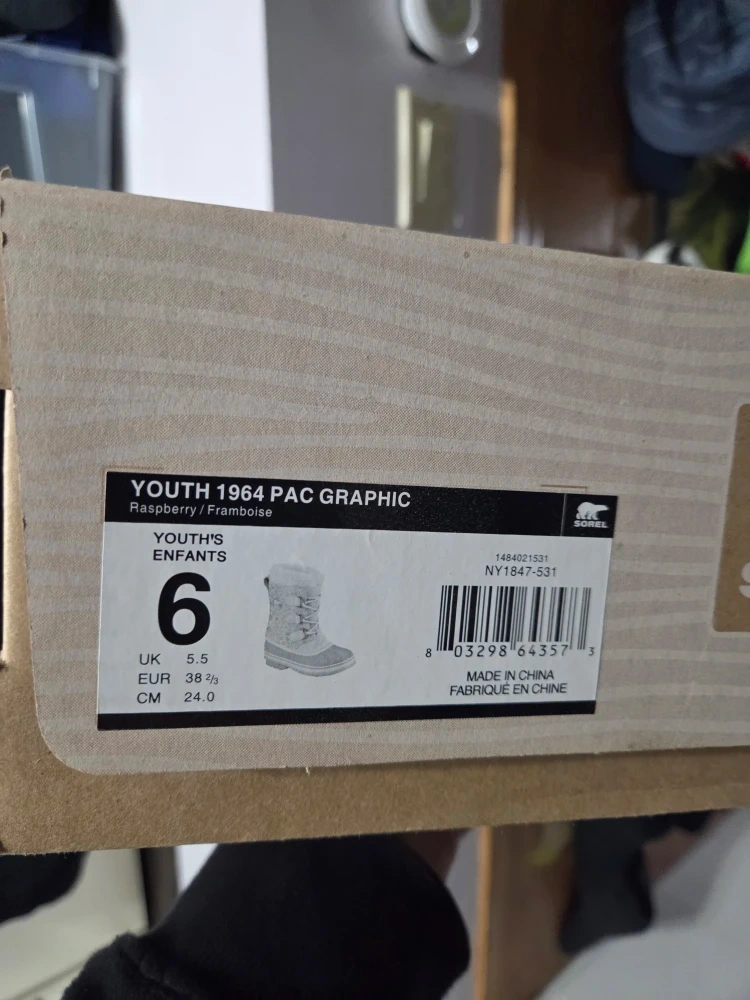 YOUTH 1964 PAC GRAPHIC
Raspberry / Framboise
SOREL
YOUTH'S
ENFANTS
6
UK 5.5
EUR 38 2/3
CM 24.0
1484021531
NY1847-531
8 03298 64357 3
MADE IN CHINA
FABRIQUÉ EN CHINE